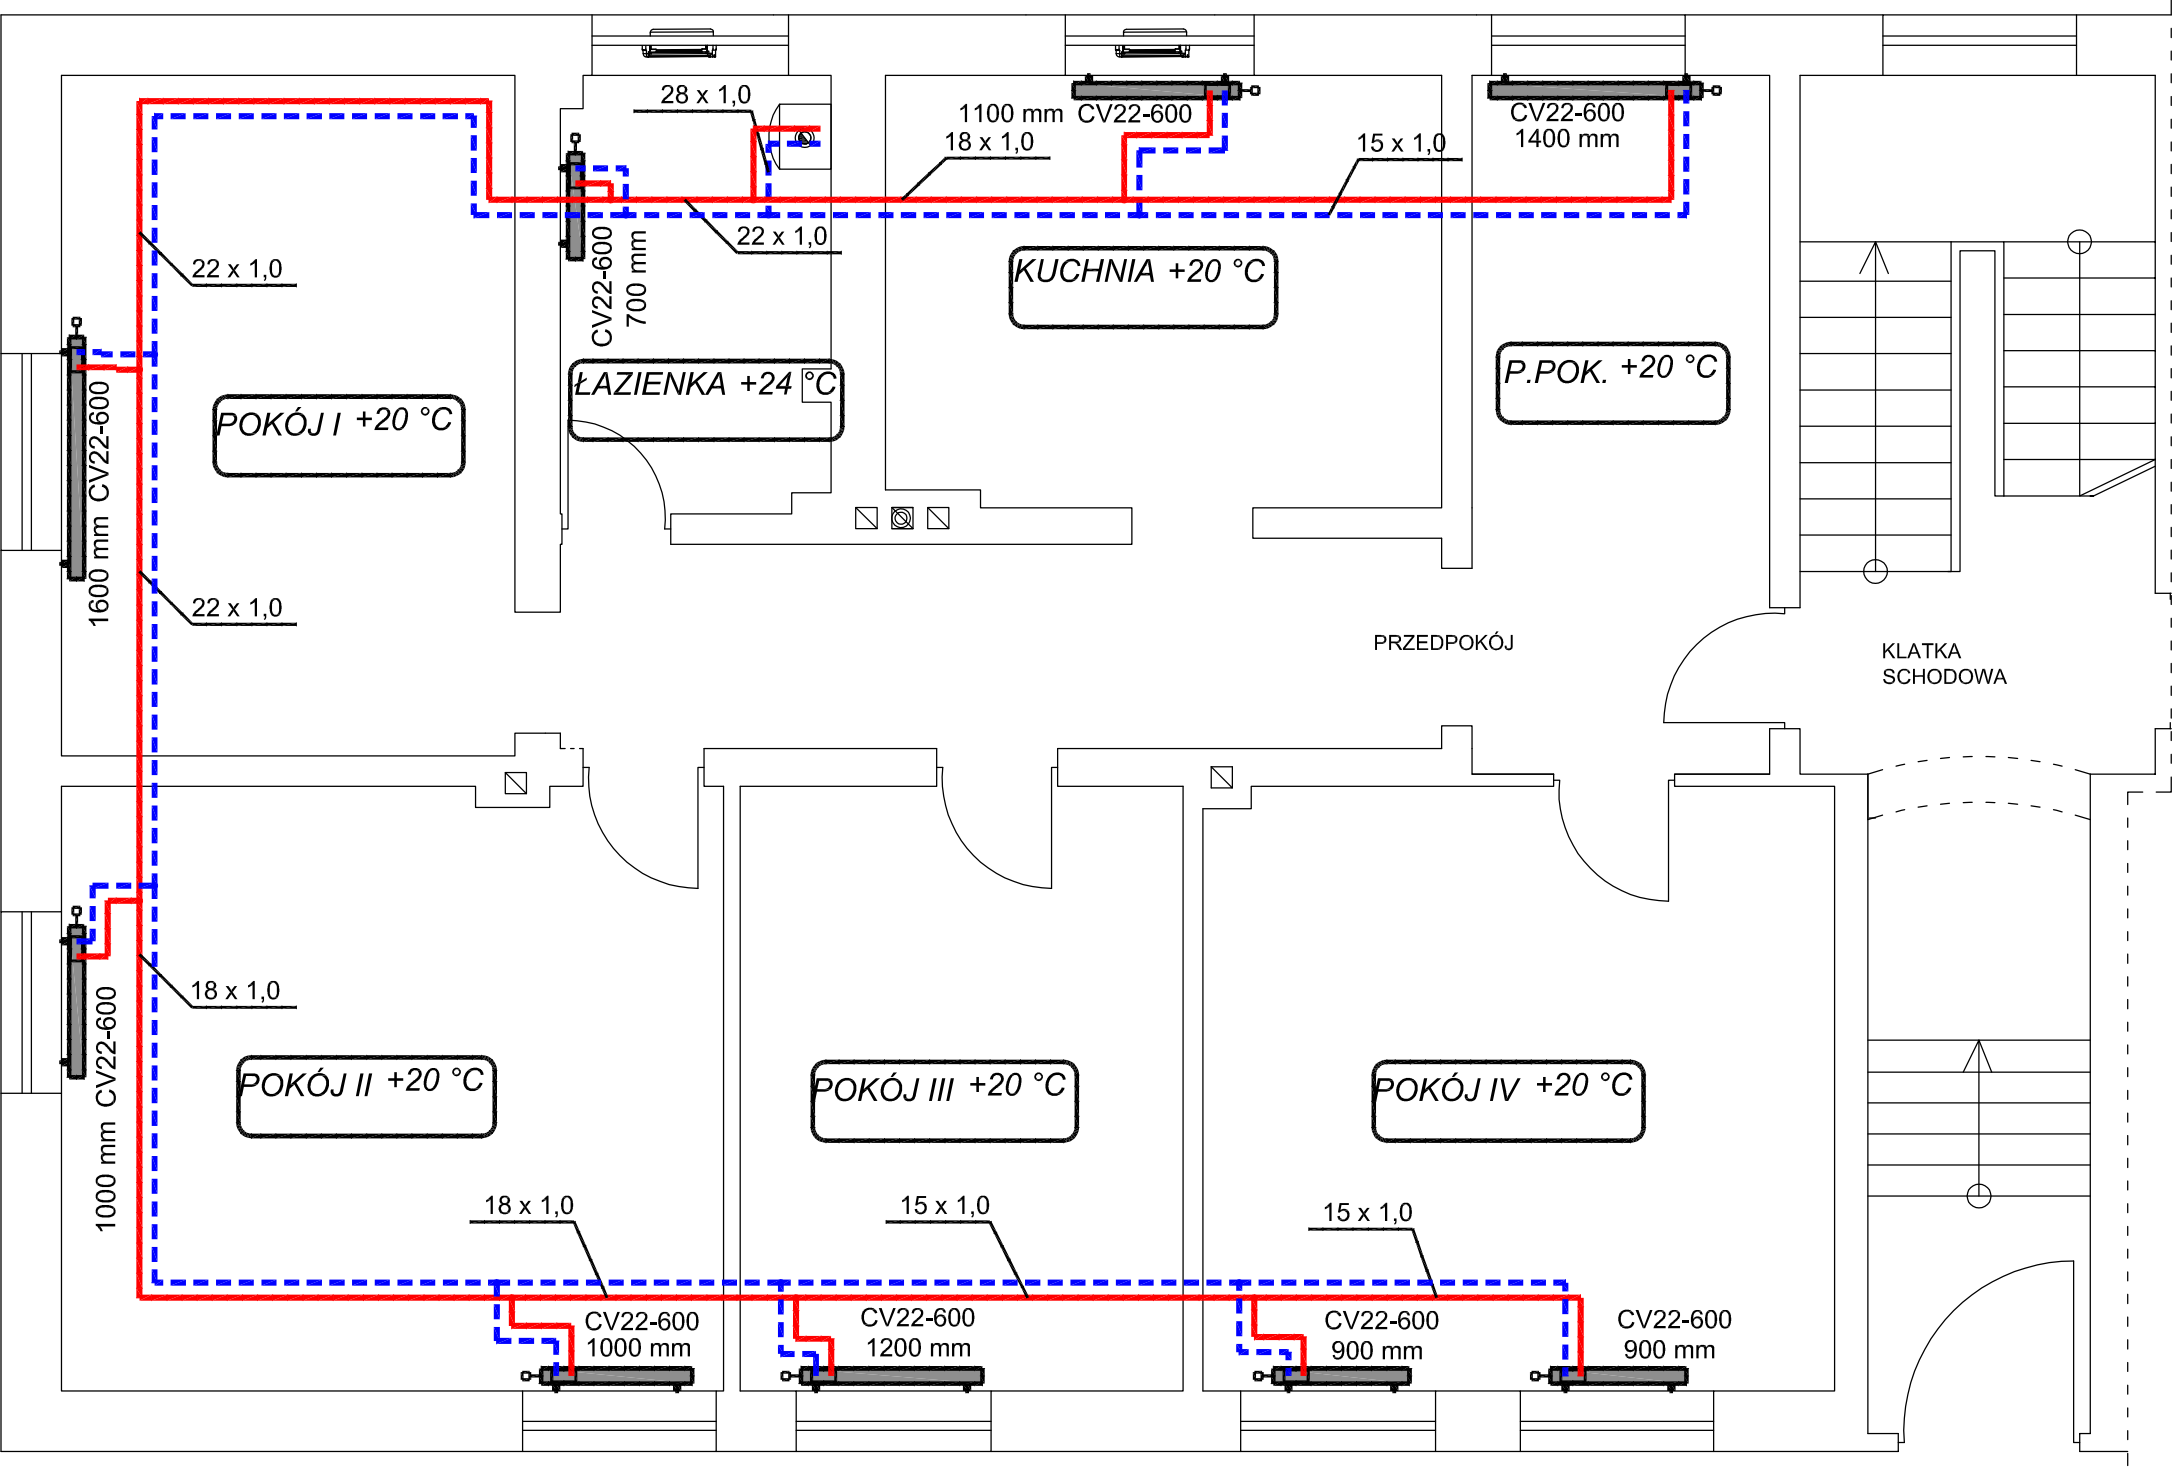 28 x 1,0
1100 mm CV22-600
18 x 1,0
15 x 1,0
CV22-600
1400 mm
22 x 1,0
22 x 1,0
CV22-600
700 mm
KUCHNIA +20 °C
P.POK. +20 °C
ŁAZIENKA +24 °C
POKÓJ I +20 °C
1600 mm CV22-600
22 x 1,0
PRZEDPOKÓJ
KLATKA
SCHODOWA
18 x 1,0
1000 mm CV22-600
POKÓJ II +20 °C
POKÓJ III +20 °C
POKÓJ IV +20 °C
18 x 1,0
15 x 1,0
15 x 1,0
CV22-600
1000 mm
CV22-600
1200 mm
CV22-600
900 mm
CV22-600
900 mm